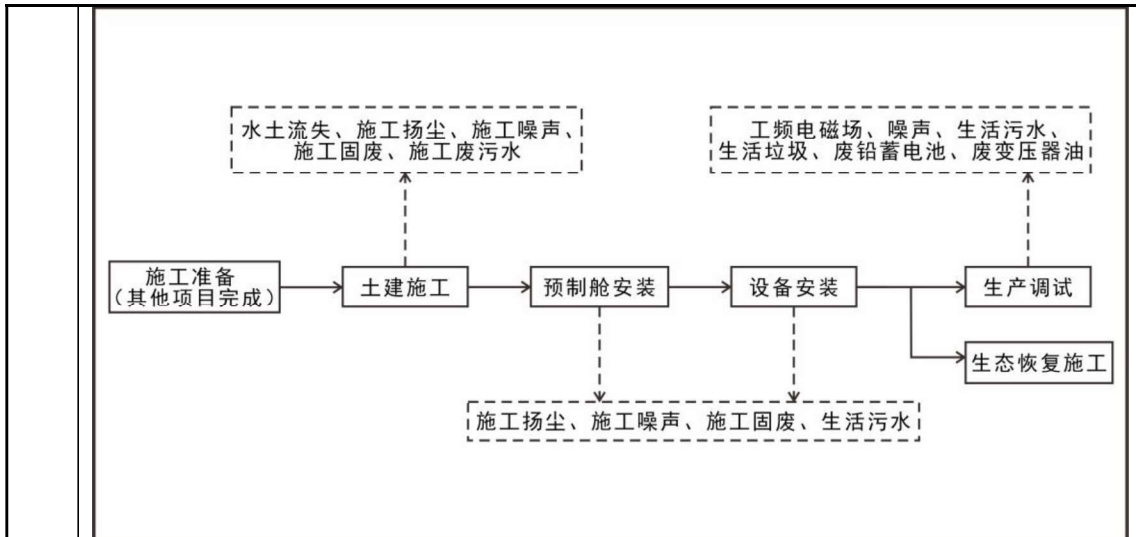 水土流失、施工扬尘、施工噪声、
施工固废、施工废污水
工频电磁场、噪声、生活污水、
生活垃圾、废铅蓄电池、废变压器油
施工准备
（其他项目完成）
土建施工
预制舱安装
设备安装
生产调试
生态恢复施工
施工扬尘、施工噪声、施工固废、生活污水